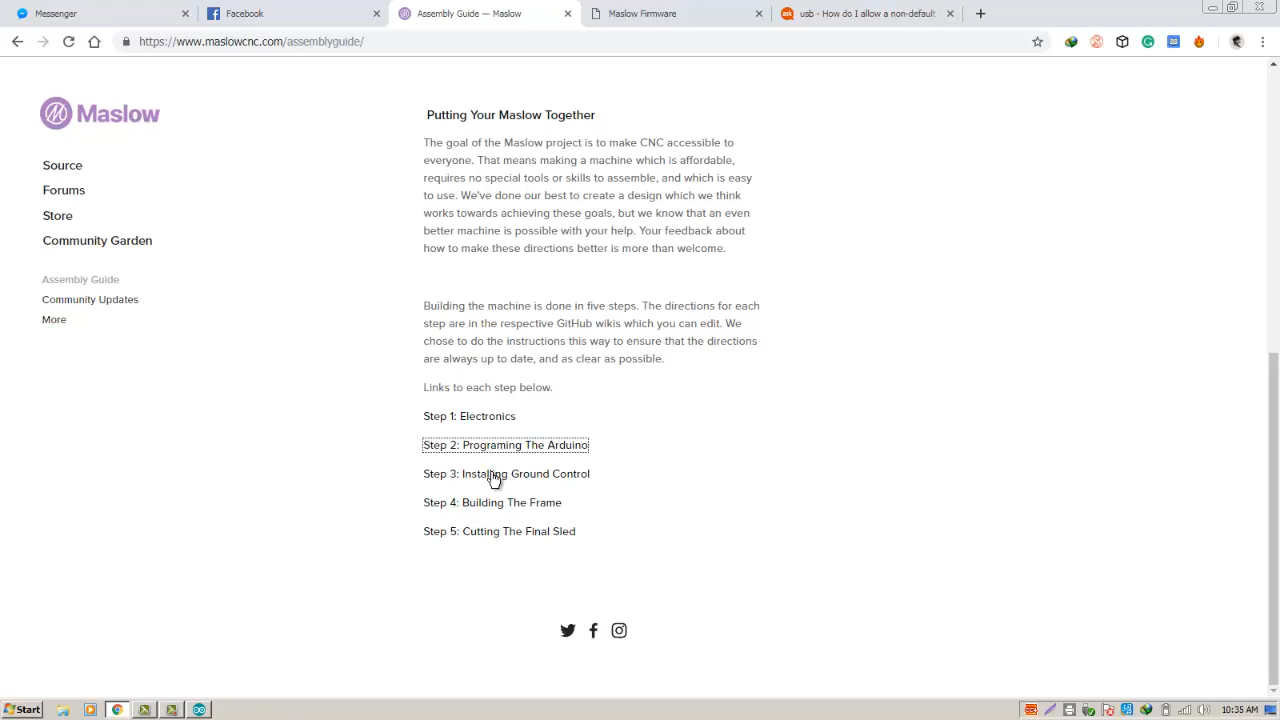 Messenger
Facebook
Assembly Guide — Maslow
Maslow Firmware
ask
usb - How do I allow a non-default
https://www.maslowcnc.com/assemblyguide/
Maslow
Source
Forums
Store
Community Garden
Assembly Guide
Community Updates
More
Putting Your Maslow Together
The goal of the Maslow project is to make CNC accessible to
everyone. That means making a machine which is affordable,
requires no special tools or skills to assemble, and which is easy
to use. We've done our best to create a design which we think
works towards achieving these goals, but we know that an even
better machine is possible with your help. Your feedback about
how to make these directions better is more than welcome.
Building the machine is done in five steps. The directions for each
step are in the respective GitHub wikis which you can edit. We
chose to do the instructions this way to ensure that the directions
are always up to date, and as clear as possible.
Links to each step below.
Step 1: Electronics
Step 2: Programing The Arduino
Step 3: Installing Ground Control
Step 4: Building The Frame
Step 5: Cutting The Final Sled
Start
10:35 AM